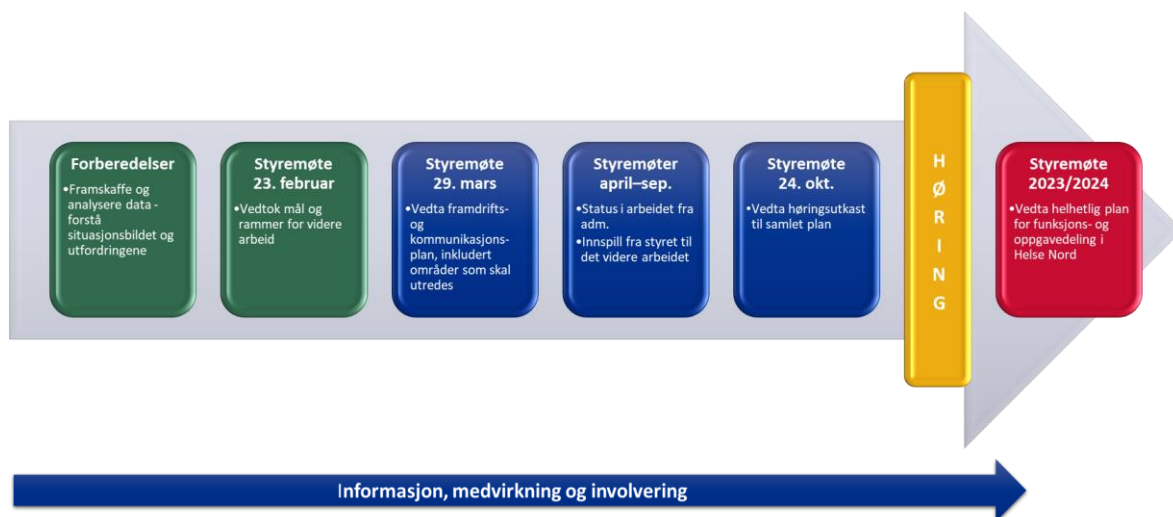 Forberedelser
•Framskaffe og
analysere data -
forstå
situasjonsbildet og
utfordringene
Styremøte
23. februar
•Vedtok mål og
rammer for videre
arbeid
Styremøte
29. mars
•Vedta framdrifts-
og
kommunikasjons-
plan, inkludert
områder som skal
utredes
Styremøter
april–sep.
•Status i arbeidet fra
adm.
•Innspill fra styret til
det videre arbeidet
Styremøte
24. okt.
•Vedta høringsutkast
til samlet plan
H
Ø
R
I
N
G
Styremøte
2023/2024
•Vedta helhetlig plan
for funksjons- og
oppgavedeling i
Helse Nord
Informasjon, medvirkning og involvering